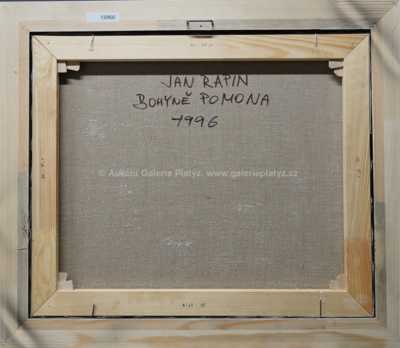 JAN RAPIN
BOHYNĚ POMONA
1996
© Aukční Galerie Platýz, www.galerieplatyz.cz